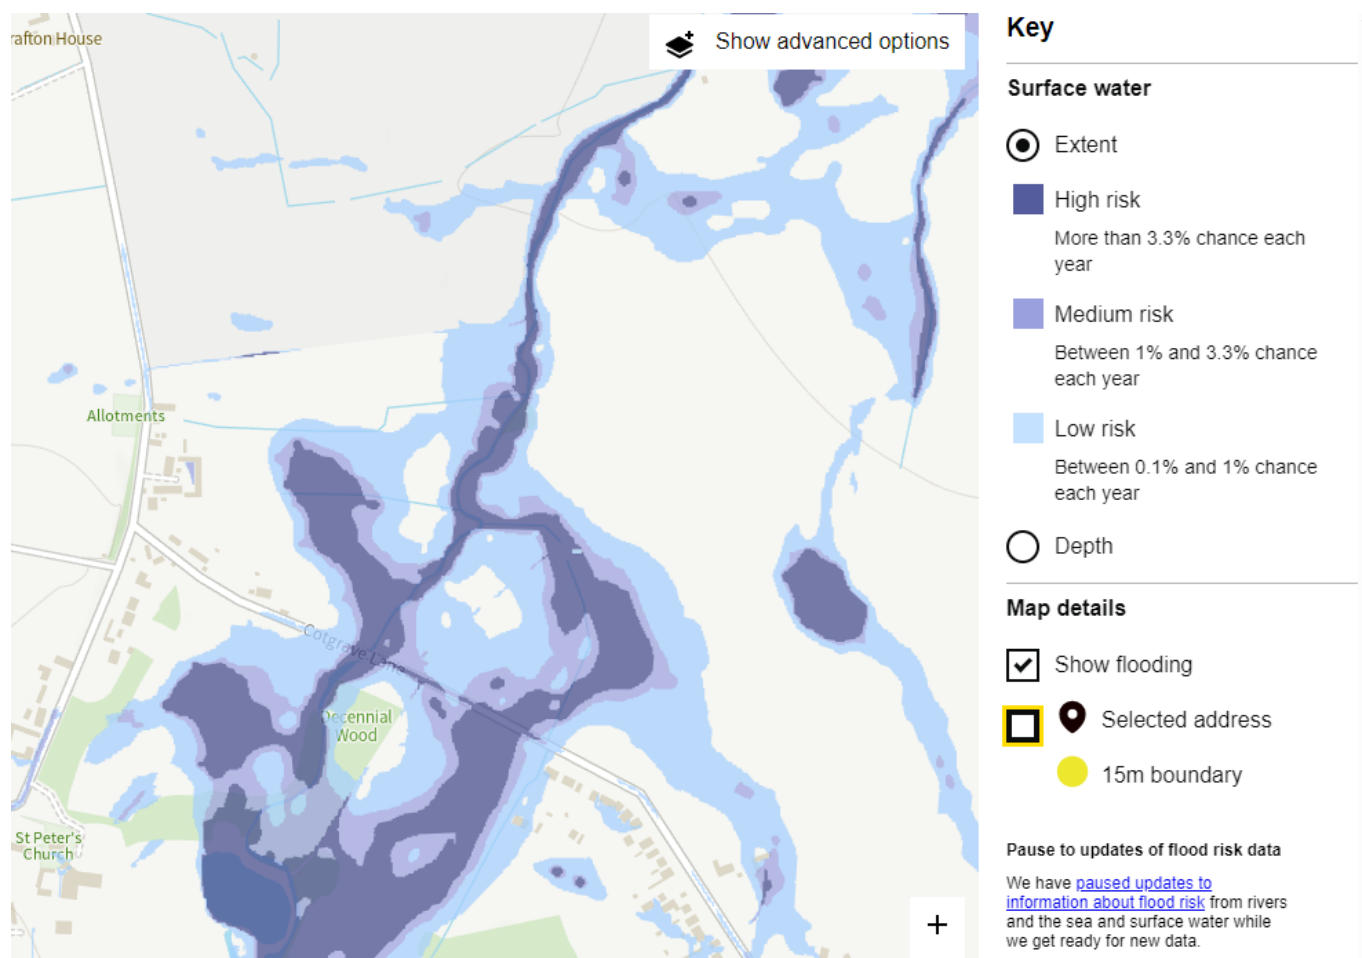 rafton House
Show advanced options
Allotments
Cotgrave Lane
Decennial
Wood
St Peter's
Church
+
Key
Surface water
Extent
High risk
More than 3.3% chance each
year
Medium risk
Between 1% and 3.3% chance
each year
Low risk
Between 0.1% and 1% chance
each year
Depth
Map details
Show flooding
Selected address
15m boundary
Pause to updates of flood risk data
We have paused updates to
information about flood risk from rivers
and the sea and surface water while
we get ready for new data.